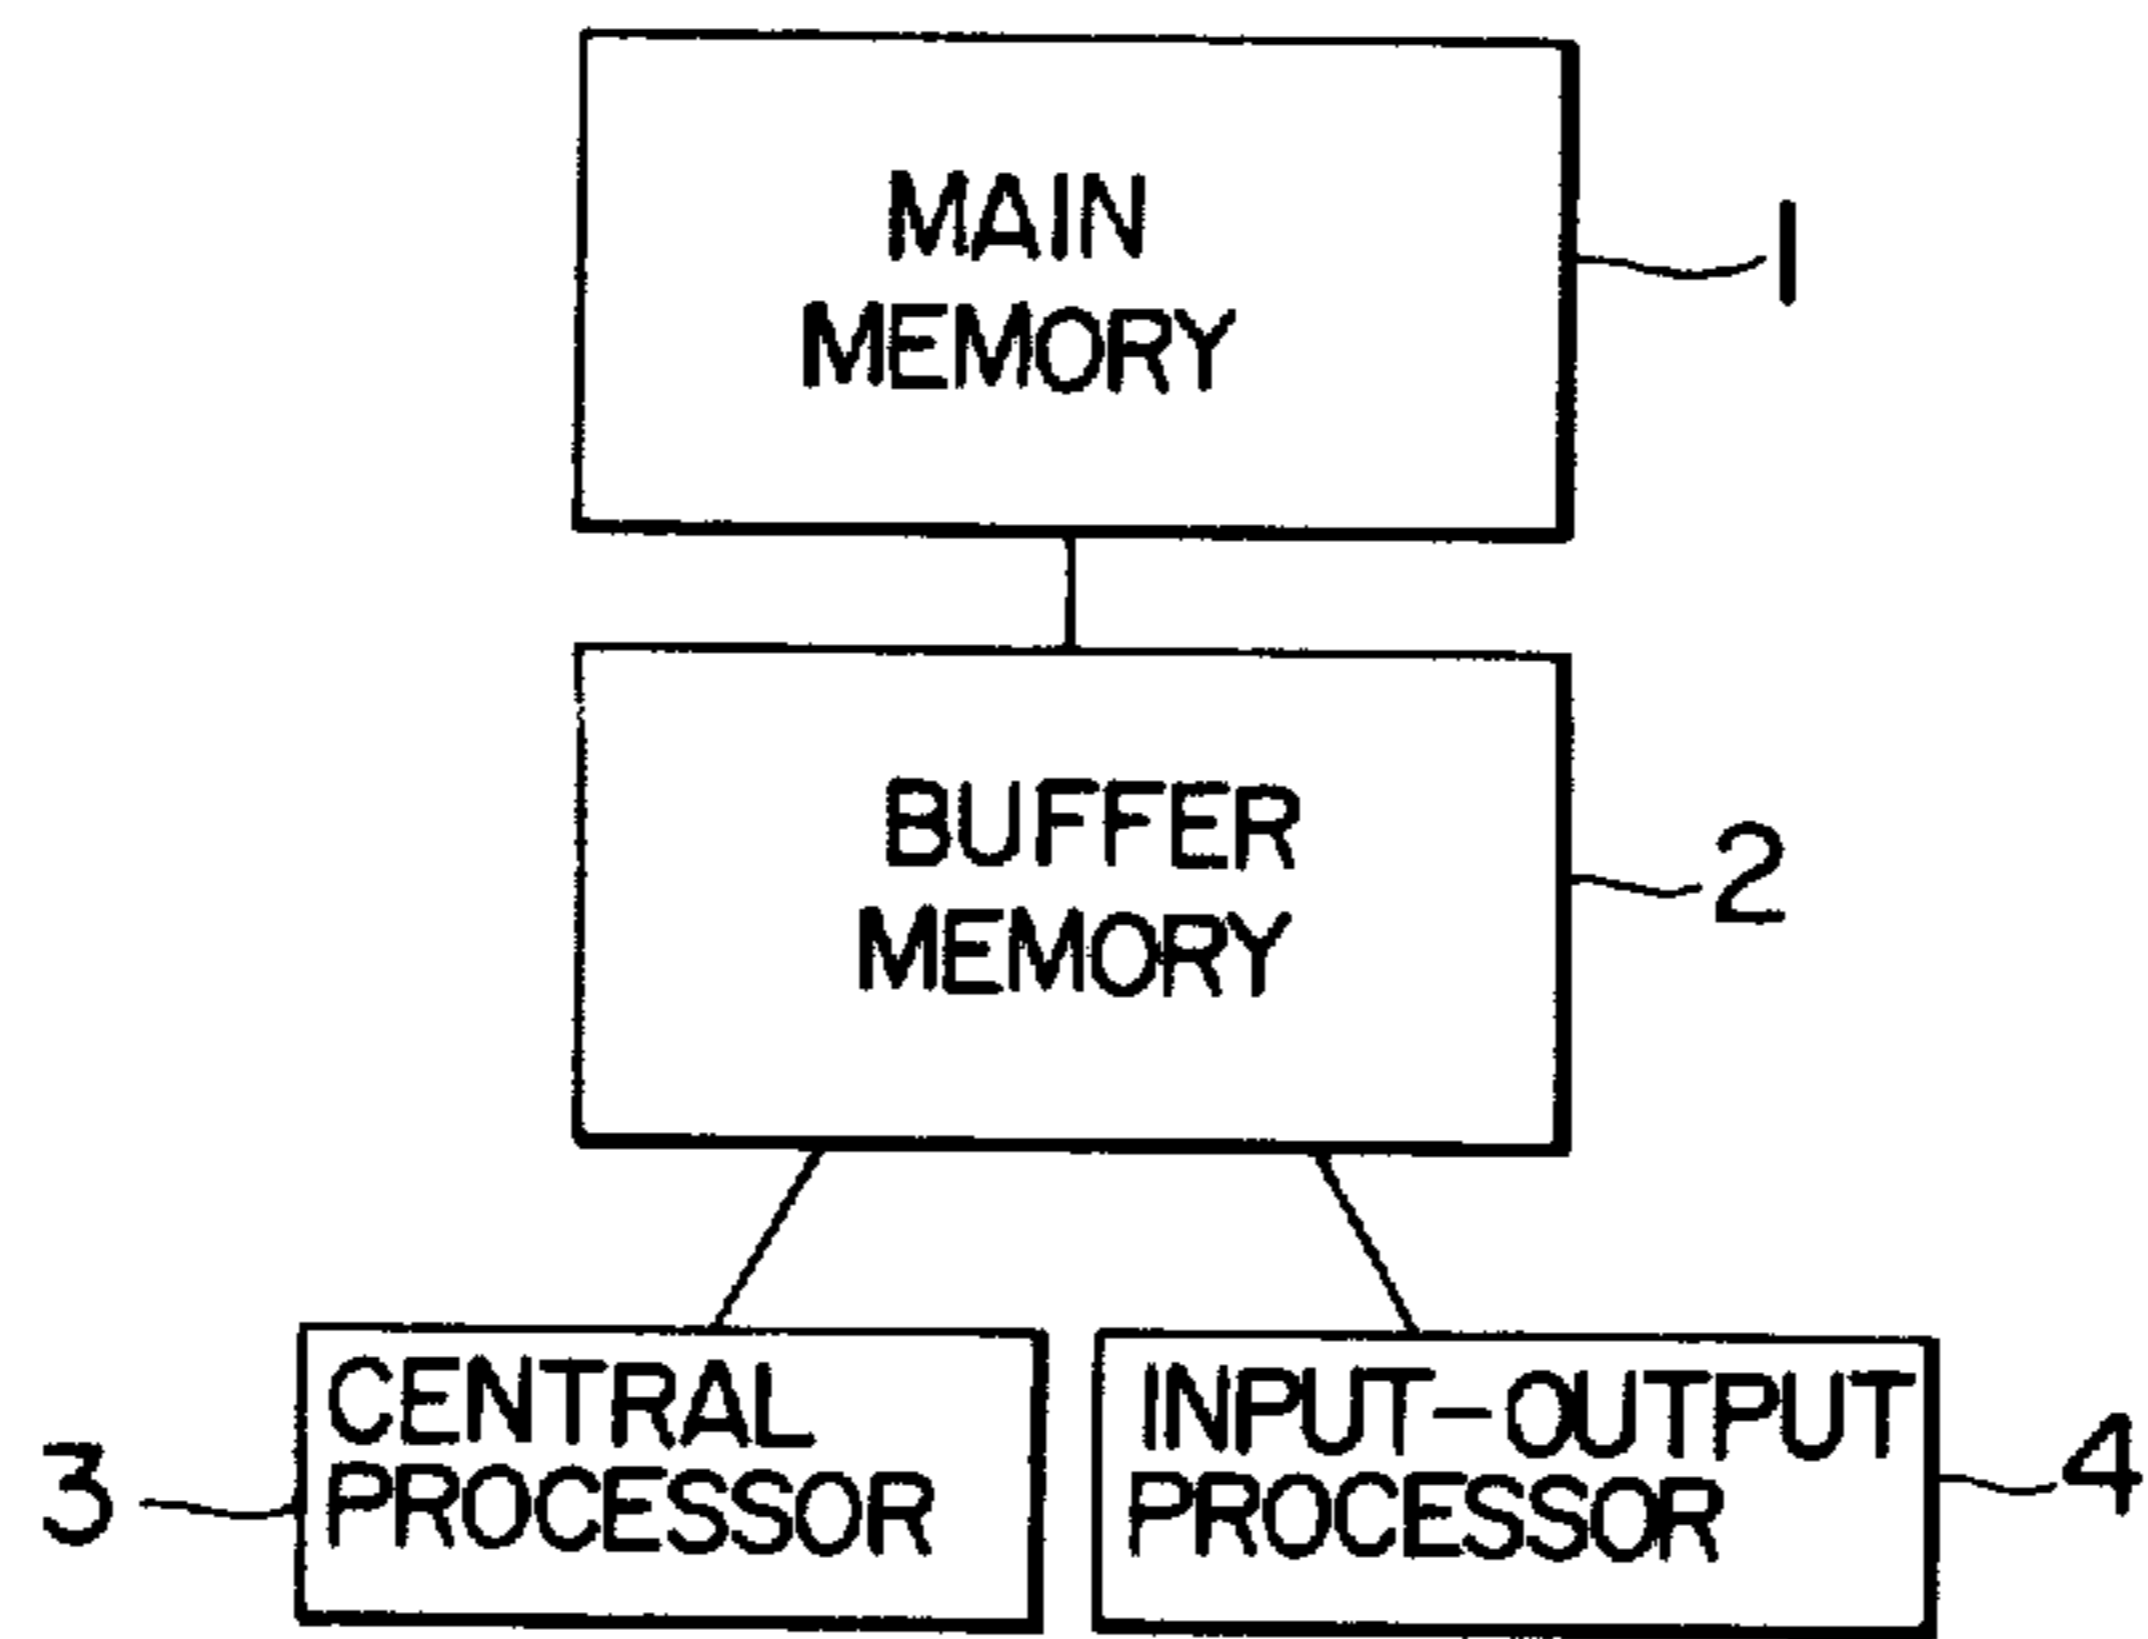 MAIN
MEMORY
1
BUFFER
MEMORY
2
CENTRAL
PROCESSOR
3
INPUT-OUTPUT
PROCESSOR
4